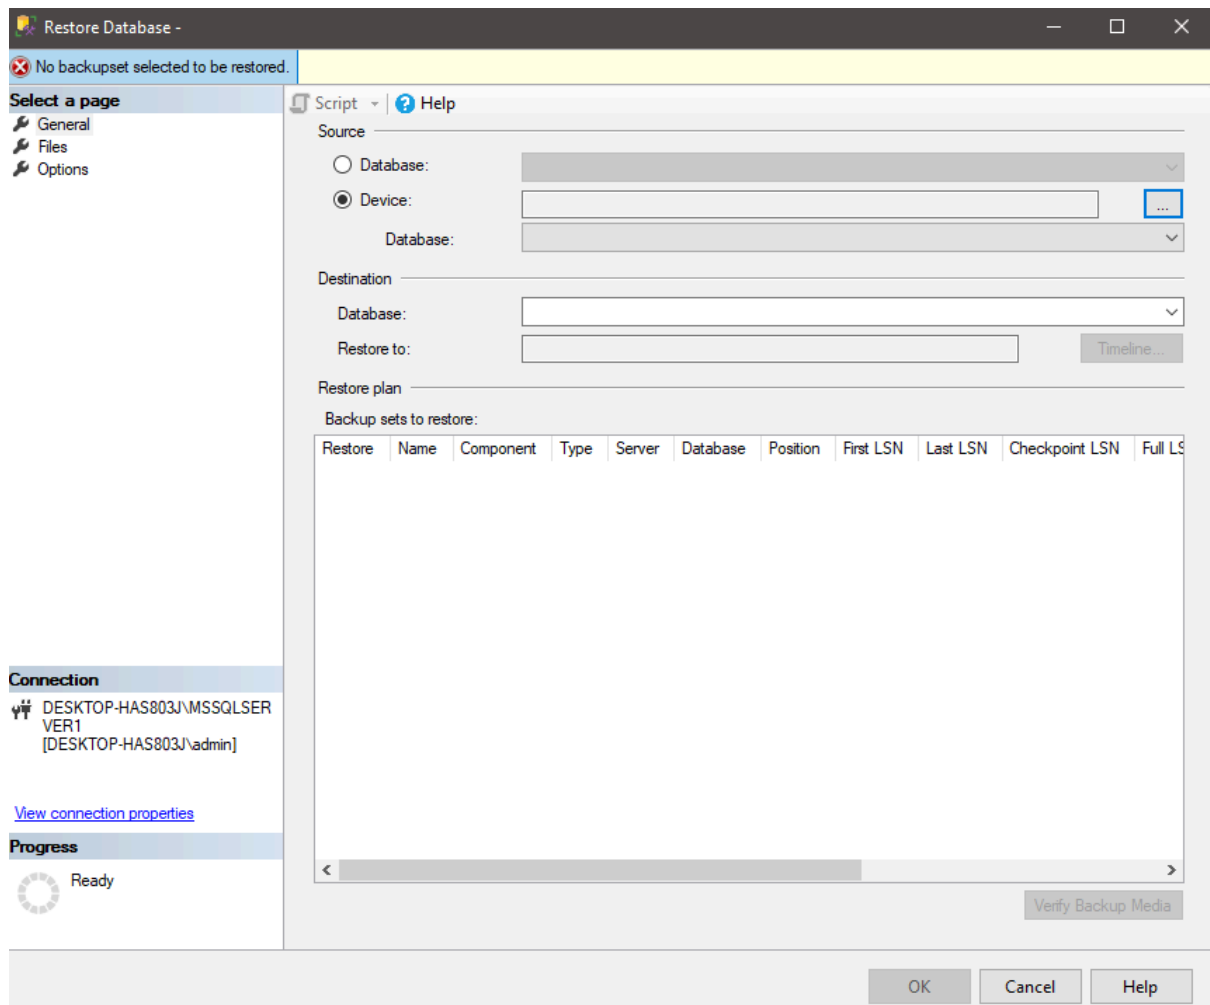 Restore Database -
No backupset selected to be restored.
Select a page
General
Files
Options
Script
Help
Source
Database:
Device:
...
Database:
Destination
Database:
Restore to:
Timeline...
Restore plan
Backup sets to restore:
Restore Name Component Type Server Database Position First LSN Last LSN Checkpoint LSN Full LS
Connection
DESKTOP-HAS803J\MSSQLSER
VER1
[DESKTOP-HAS803J\admin]
View connection properties
Progress
Ready
Verify Backup Media
OK Cancel Help